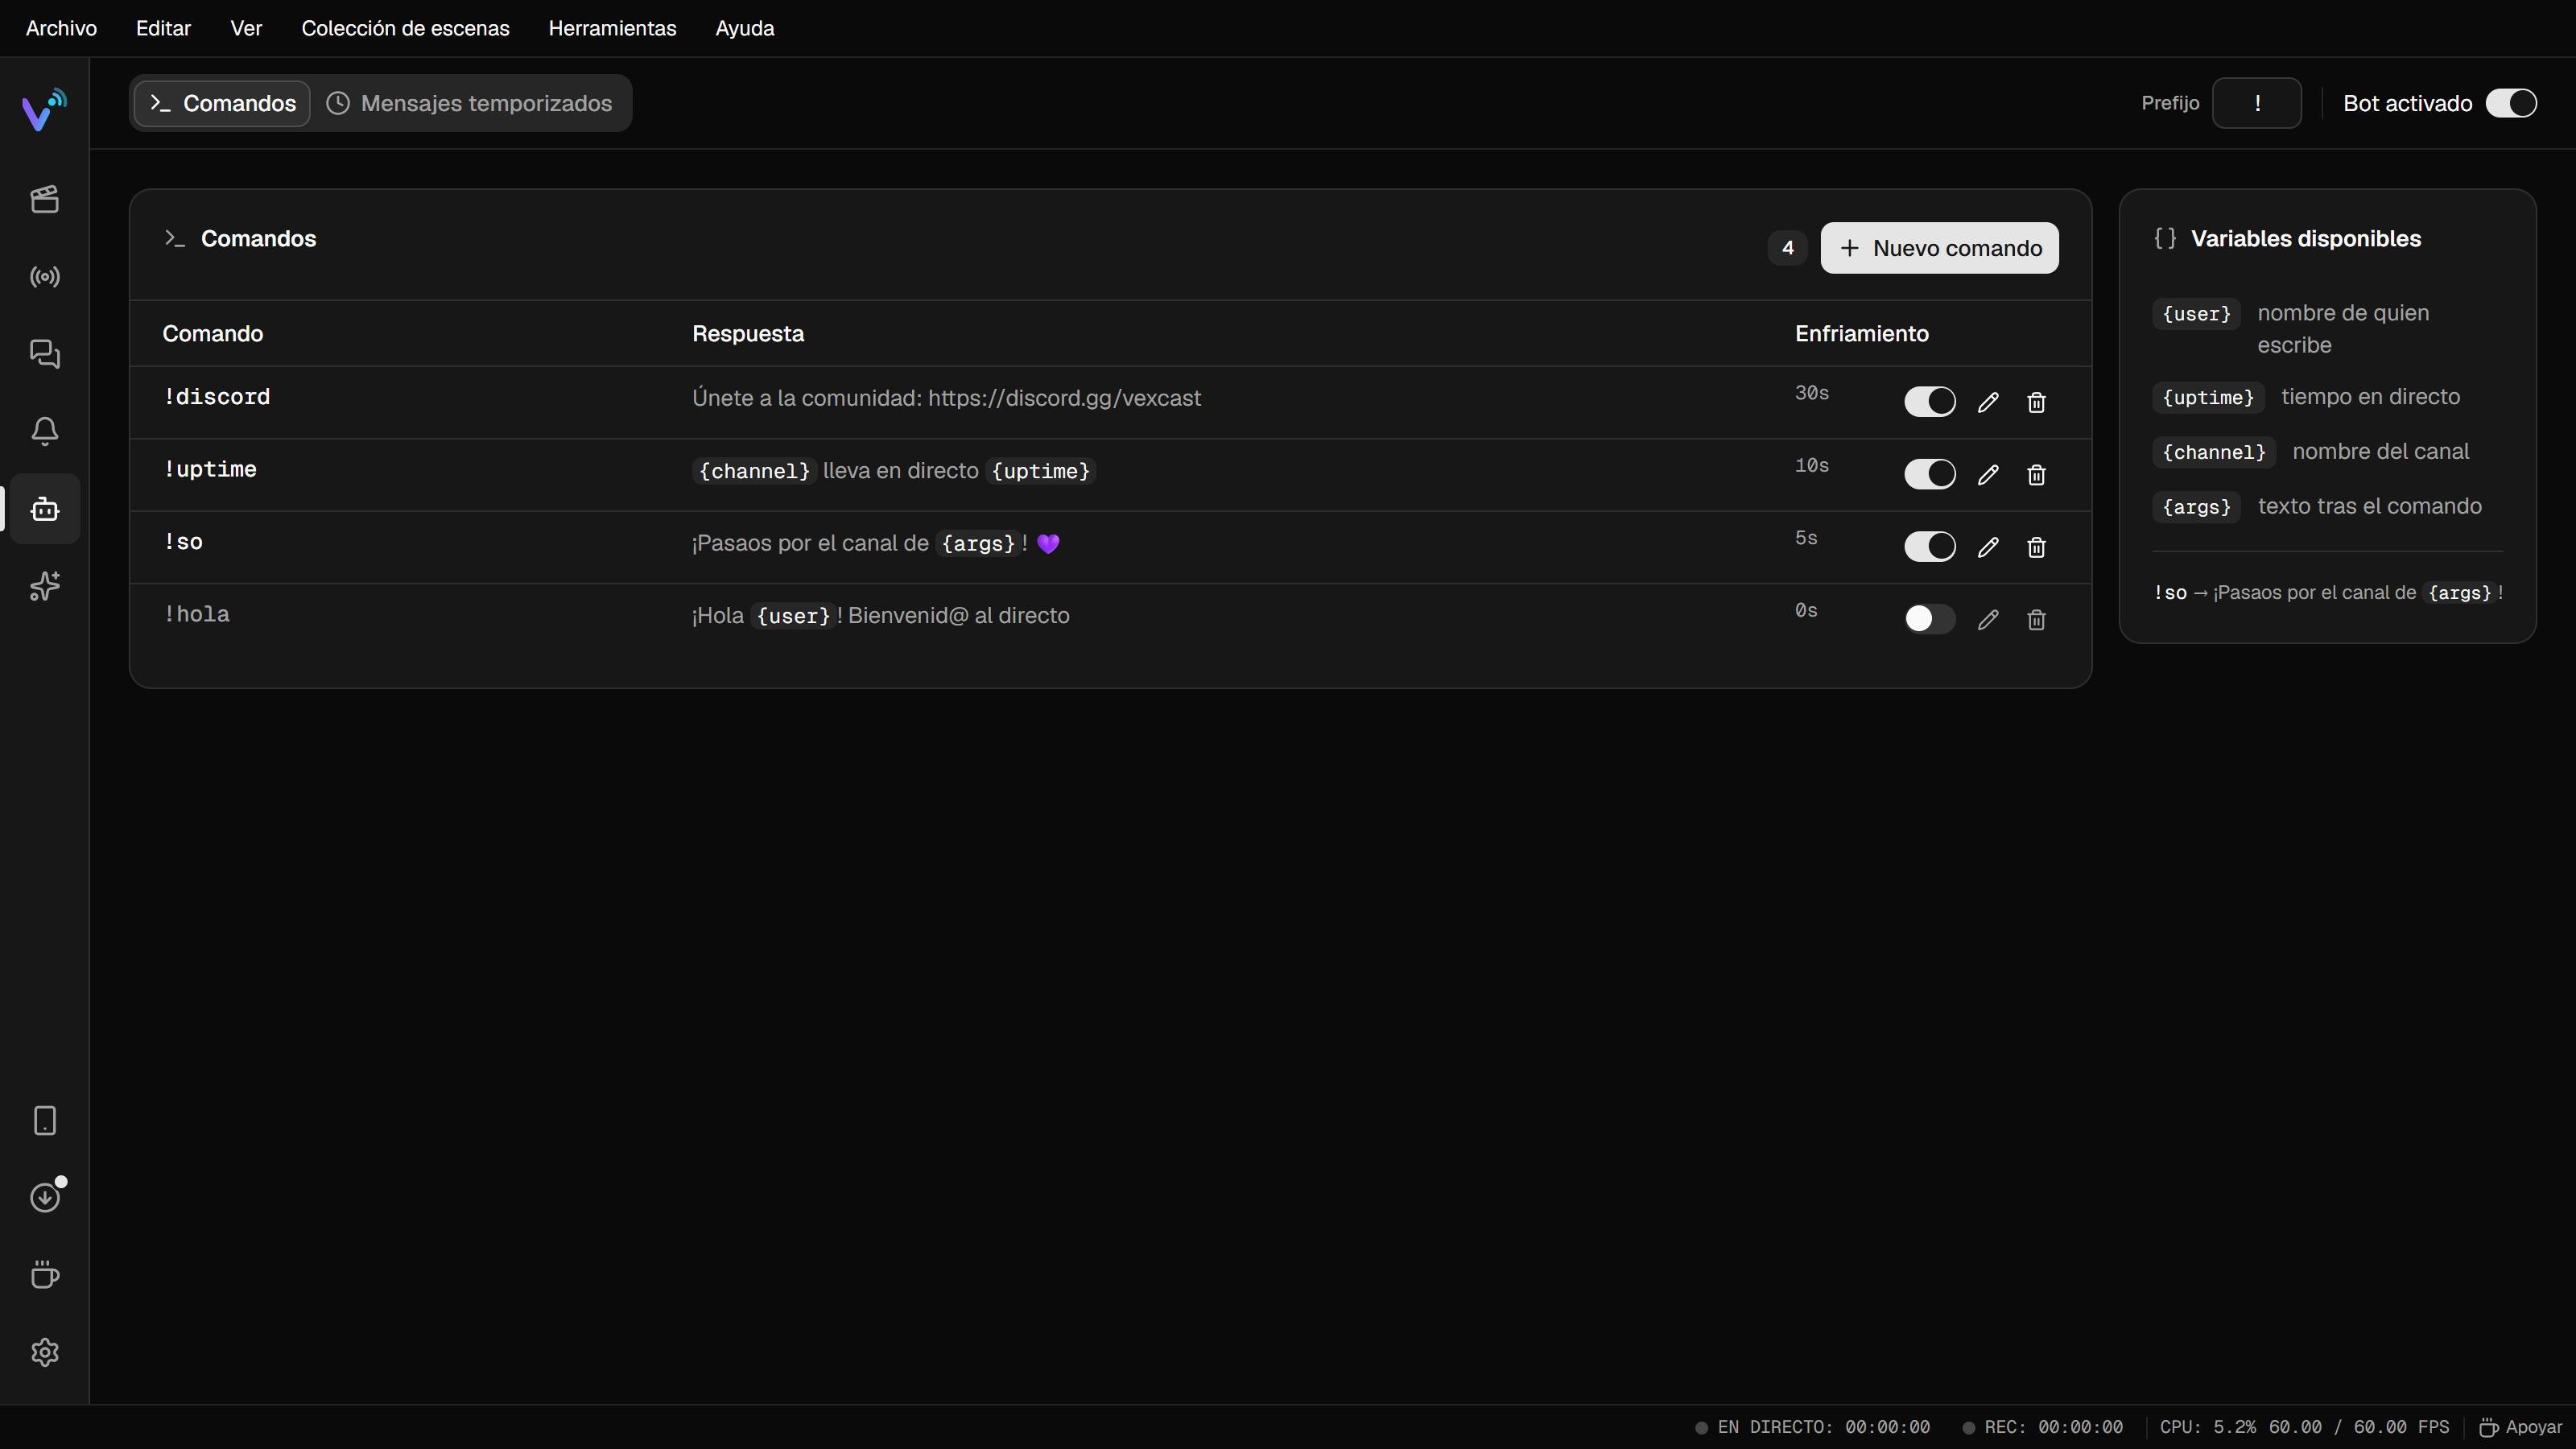 Archivo Editar Ver Colección de escenas Herramientas Ayuda
Comandos Mensajes temporizados Prefijo ! Bot activado
Comandos 4 + Nuevo comando
Comando Respuesta Enfriamiento
!discord Únete a la comunidad: https://discord.gg/vexcast 30s
!uptime {channel} lleva en directo {uptime} 10s
!so ¡Pasaos por el canal de {args}! 💜 5s
!hola ¡Hola {user}! Bienvenid@ al directo 0s
{} Variables disponibles
{user} nombre de quien
escribe
{uptime} tiempo en directo
{channel} nombre del canal
{args} texto tras el comando
!so → ¡Pasaos por el canal de {args}!
EN DIRECTO: 00:00:00 REC: 00:00:00 CPU: 5.2% 60.00 / 60.00 FPS Apoyar